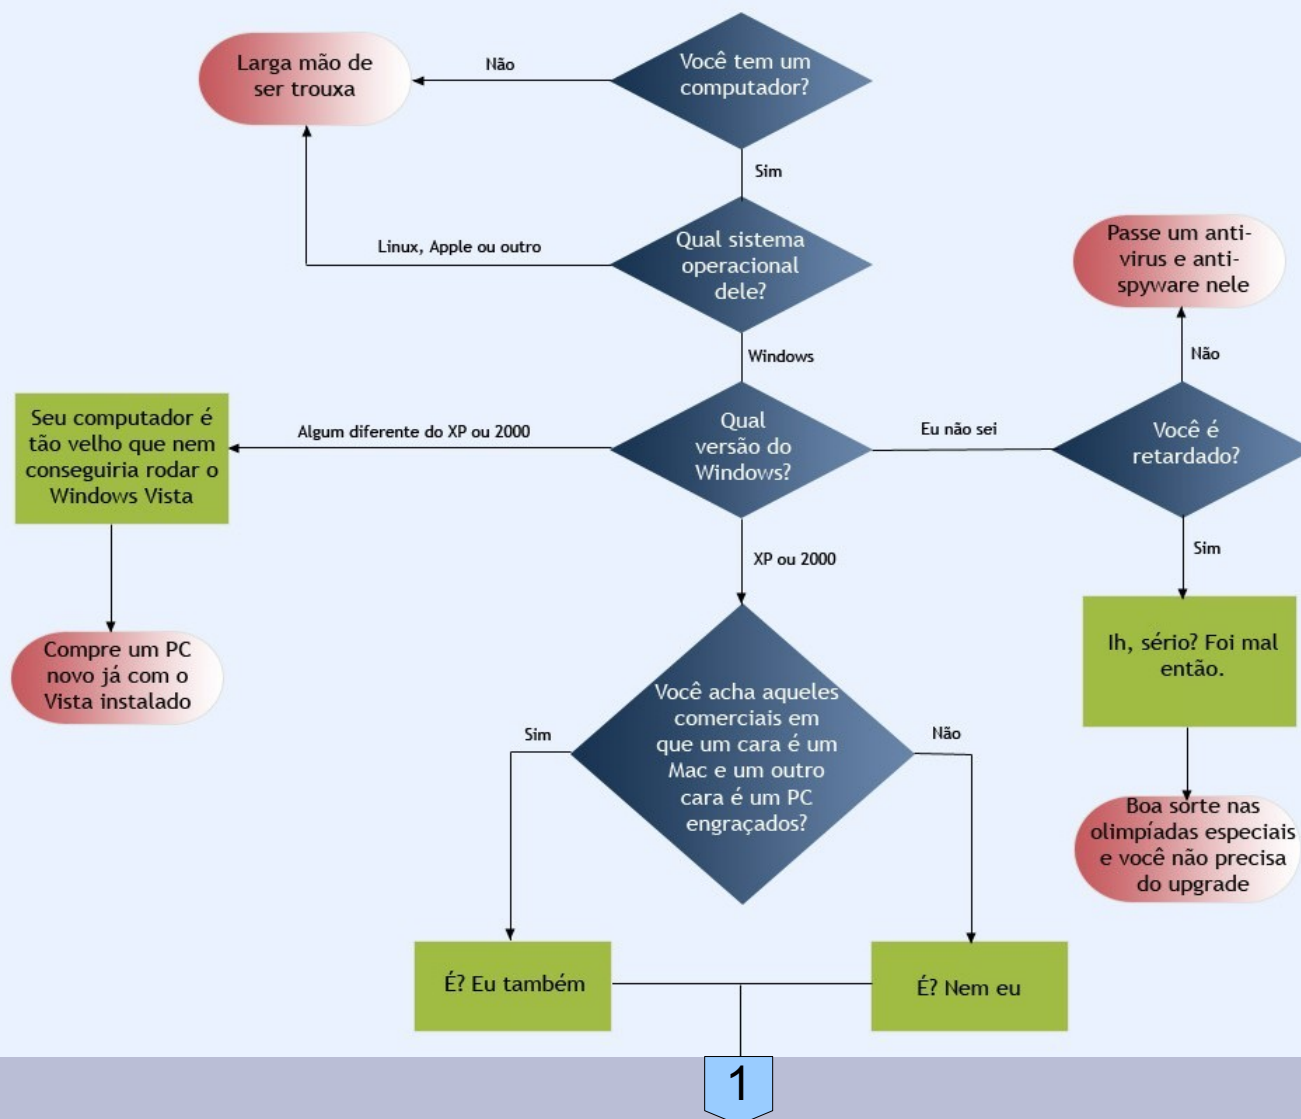 Você tem um
computador?
Não
Larga mão de
ser trouxa
Sim
Qual sistema
operacional
dele?
Linux, Apple ou outro
Windows
Qual
versão do
Windows?
Algum diferente do XP ou 2000
Seu computador é
tão velho que nem
conseguiria rodar o
Windows Vista
Compre um PC
novo já com o
Vista instalado
Eu não sei
Você é
retardado?
Não
Passe um anti-
virus e anti-
spyware nele
Sim
Ih, sério? Foi mal
então.
Boa sorte nas
olimpíadas especiais
e você não precisa
do upgrade
XP ou 2000
Você acha aqueles
comerciais em
que um cara é um
Mac e um outro
cara é um PC
engraçados?
Sim
É? Eu também
Não
É? Nem eu
1